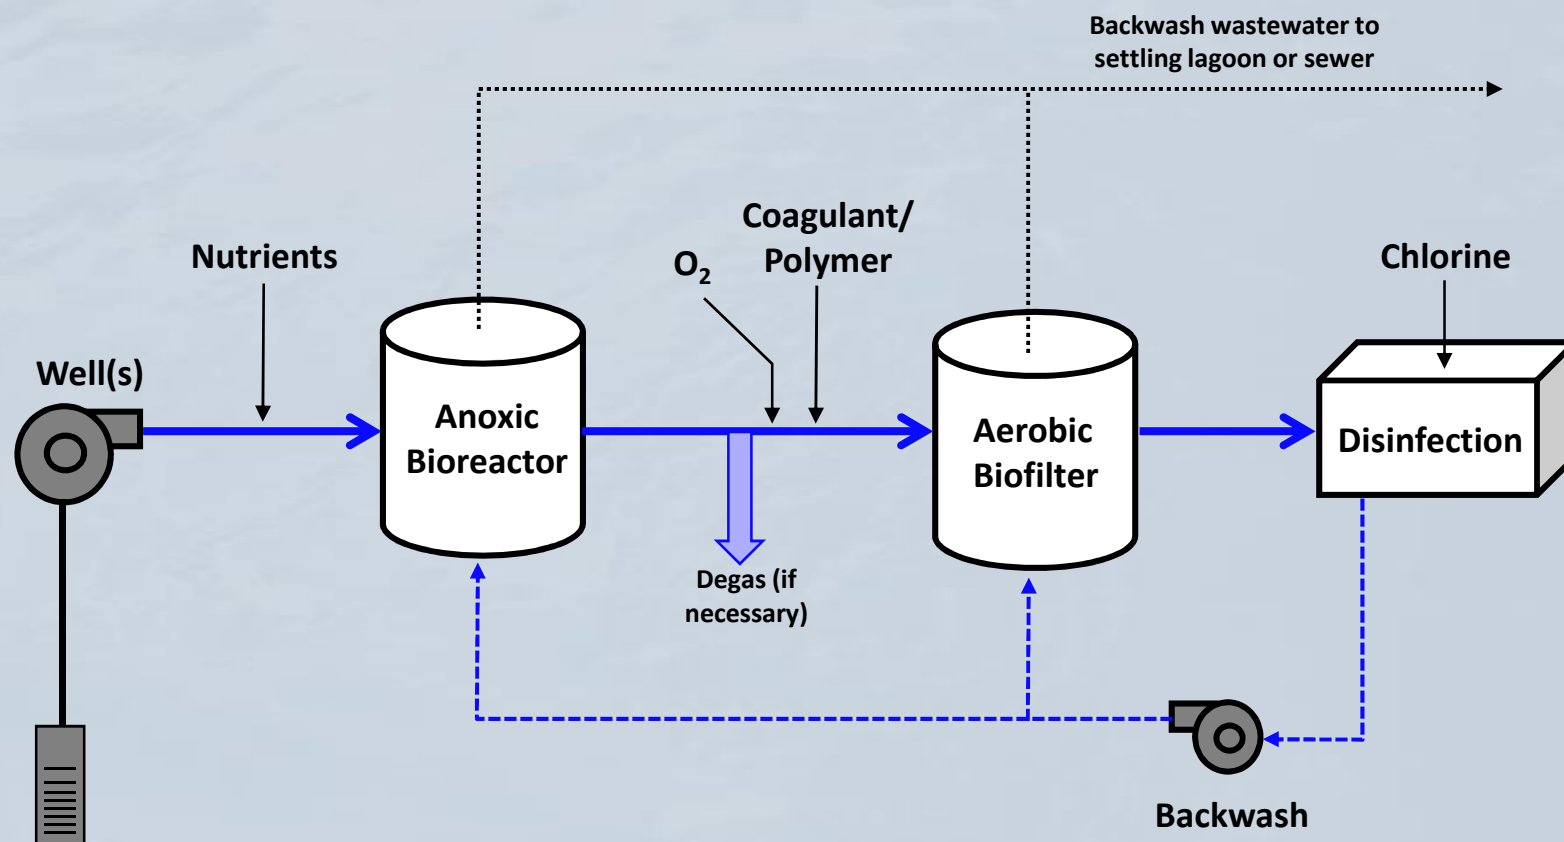 Backwash wastewater to
settling lagoon or sewer
Coagulant/
Polymer
Nutrients
O₂
Chlorine
Well(s)
Anoxic
Bioreactor
Aerobic
Biofilter
Disinfection
Degas (if
necessary)
Backwash